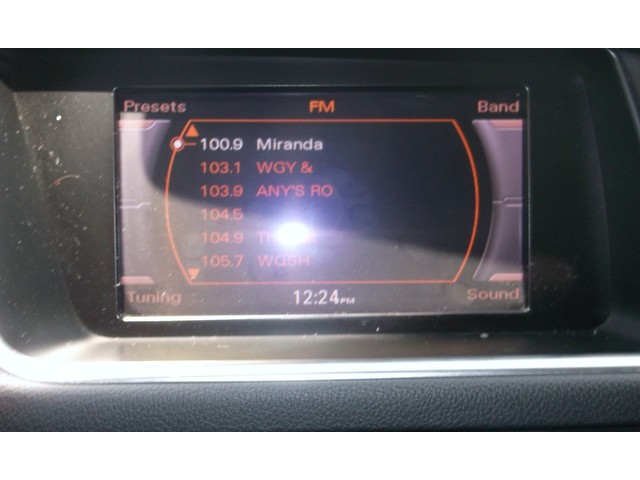 Presets FM Band
100.9 Miranda
103.1 WGY &
103.9 ANY'S RO
104.5
104.9
105.7 WQSH
Tuning 12:24PM Sound